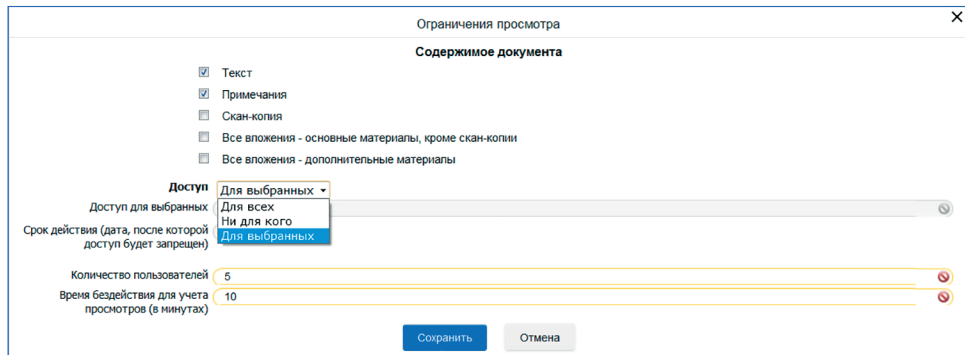 Ограничения просмотра
Содержимое документа
Текст
Примечания
Скан-копия
Все вложения - основные материалы, кроме скан-копии
Все вложения - дополнительные материалы
Доступ Для выбранных
Для всех
Доступ для выбранных
Ни для кого
Для выбранных
Срок действия (дата, после которой
доступ будет запрещен)
Количество пользователей 5
Время бездействия для учета
просмотров (в минутах) 10
Сохранить Отмена